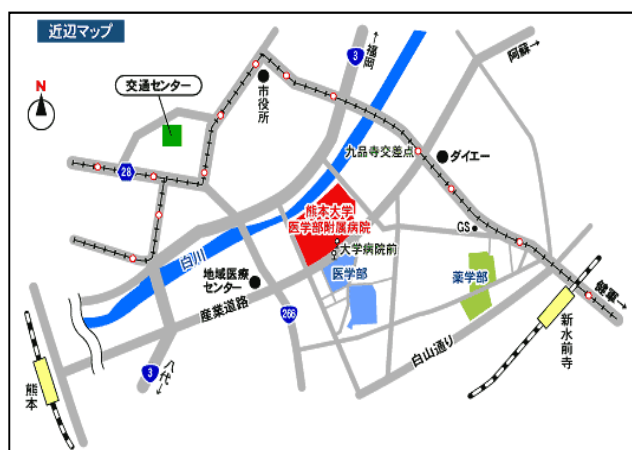 近辺マップ
N
交通センター
市役所
3
←福岡
阿蘇→
九品寺交差点
ダイエー
28
熊本大学
医学部附属病院
大学病院前
GS
白川
地域医療
センター
医学部
薬学部
健軍→
産業道路
266
白山通り
新水前寺
3
八代→
熊本